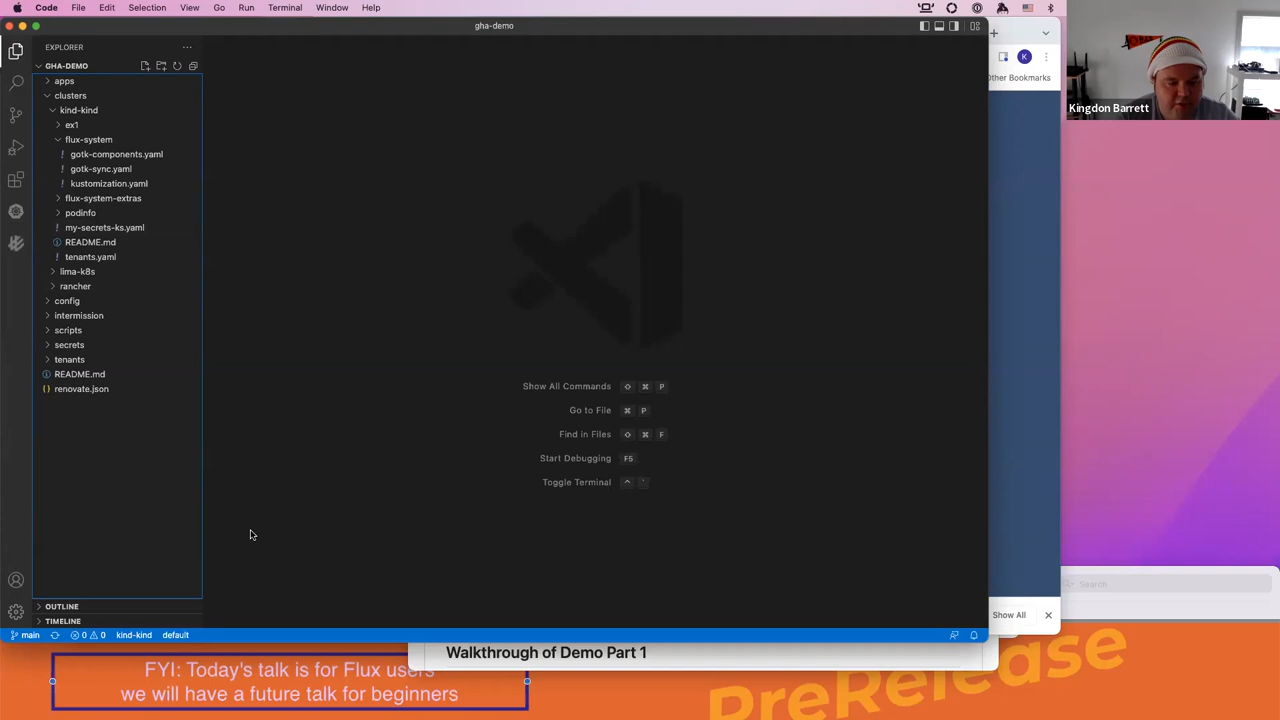 Code File Edit Selection View Go Run Terminal Window Help
gha-demo
EXPLORER
GHA-DEMO
apps
clusters
kind-kind
ex1
flux-system
gotk-components.yaml
gotk-sync.yaml
kustomization.yaml
flux-system-extras
podinfo
my-secrets-ks.yaml
README.md
tenants.yaml
lima-k8s
rancher
config
intermission
scripts
secrets
tenants
README.md
{} renovate.json
OUTLINE
TIMELINE
main 0 0 kind-kind default
Show All Commands ⇧ ⌘ P
Go to File ⌘ P
Find in Files ⇧ ⌘ F
Start Debugging F5
Toggle Terminal ^ `
K
Other Bookmarks
Kingdon Barrett
Search
Show All
Walkthrough of Demo Part 1
FYI: Today's talk is for Flux users
we will have a future talk for beginners
PreRelease